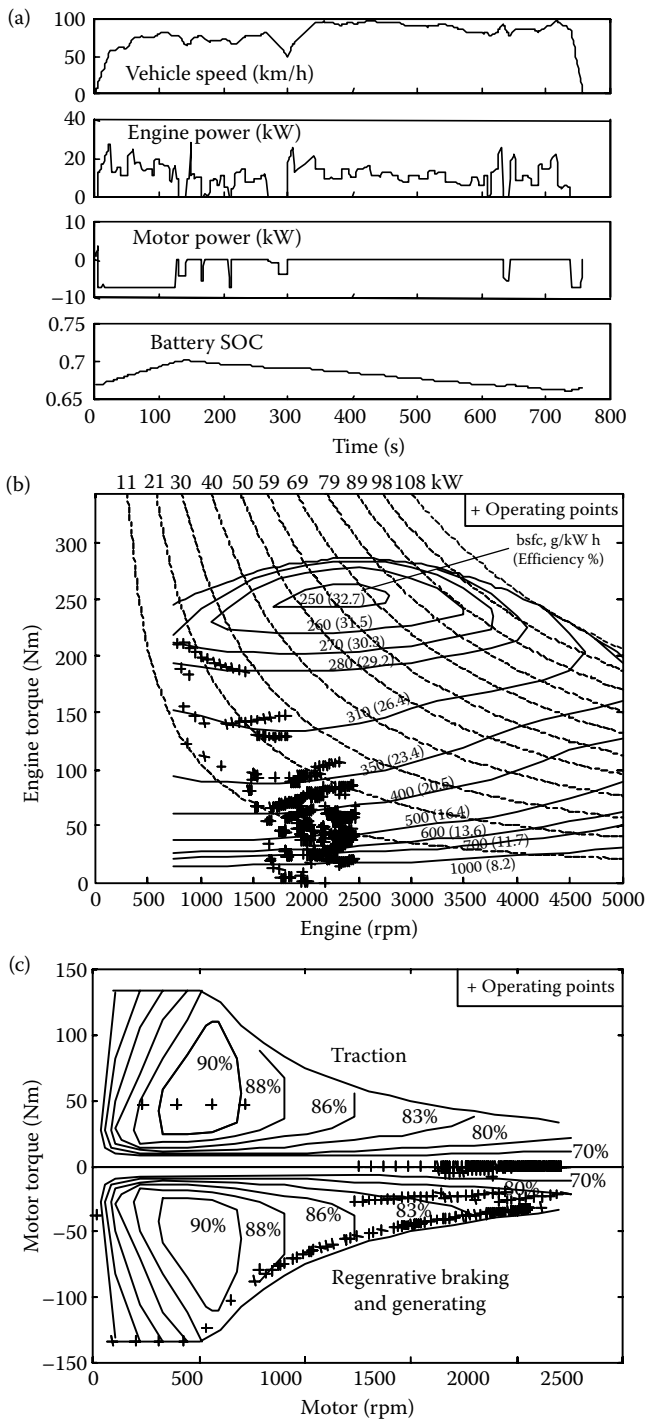 (a)
100
50
0
Vehicle speed (km/h)
40
20
0
Engine power (kW)
10
0
−10
Motor power (kW)
0.75
0.7
0.65
Battery SOC
0 100 200 300 400 500 600 700 800
Time (s)
(b)
11 21 30 40 50 59 69 79 89 98 108 kW
+ Operating points
bsfc, g/kW h
(Efficiency %)
300
250
200
150
100
50
0
Engine torque (Nm)
250 (32.7)
260 (31.5)
270 (30.3)
280 (29.2)
310 (26.4)
350 (23.4)
400 (20.5)
500 (16.4)
600 (13.6)
700 (11.7)
1000 (8.2)
0 500 1000 1500 2000 2500 3000 3500 4000 4500 5000
Engine (rpm)
(c)
+ Operating points
150
100
50
0
−50
−100
−150
Motor torque (Nm)
Traction
90%
88%
86%
83%
80%
70%
70%
80%
83%
86%
88%
90%
Regenrative braking
and generating
0 500 1000 1500 2000 2500
Motor (rpm)